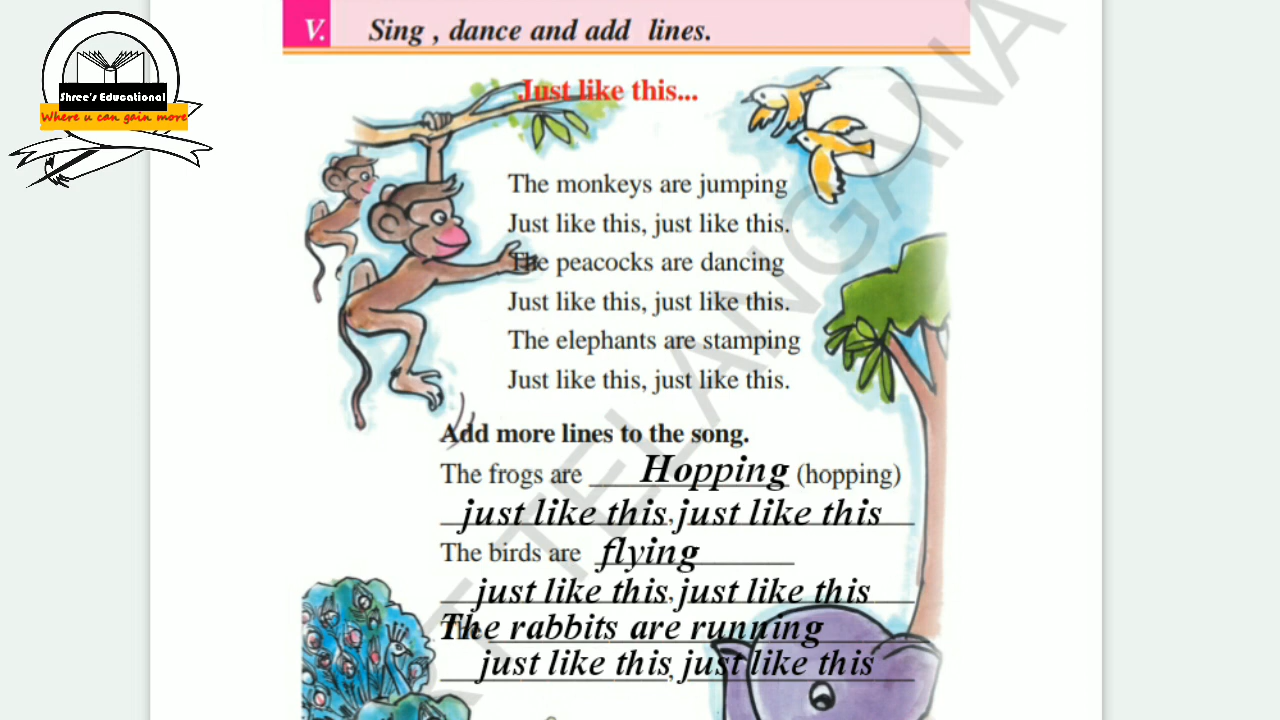 V. Sing , dance and add lines.
Shree's Educational
Where u can gain more
Just like this...
The monkeys are jumping
Just like this, just like this.
The peacocks are dancing
Just like this, just like this.
The elephants are stamping
Just like this, just like this.
Add more lines to the song.
The frogs are Hopping (hopping)
just like this, just like this
The birds are flying
just like this, just like this
The rabbits are running
just like this, just like this
TELANGANA